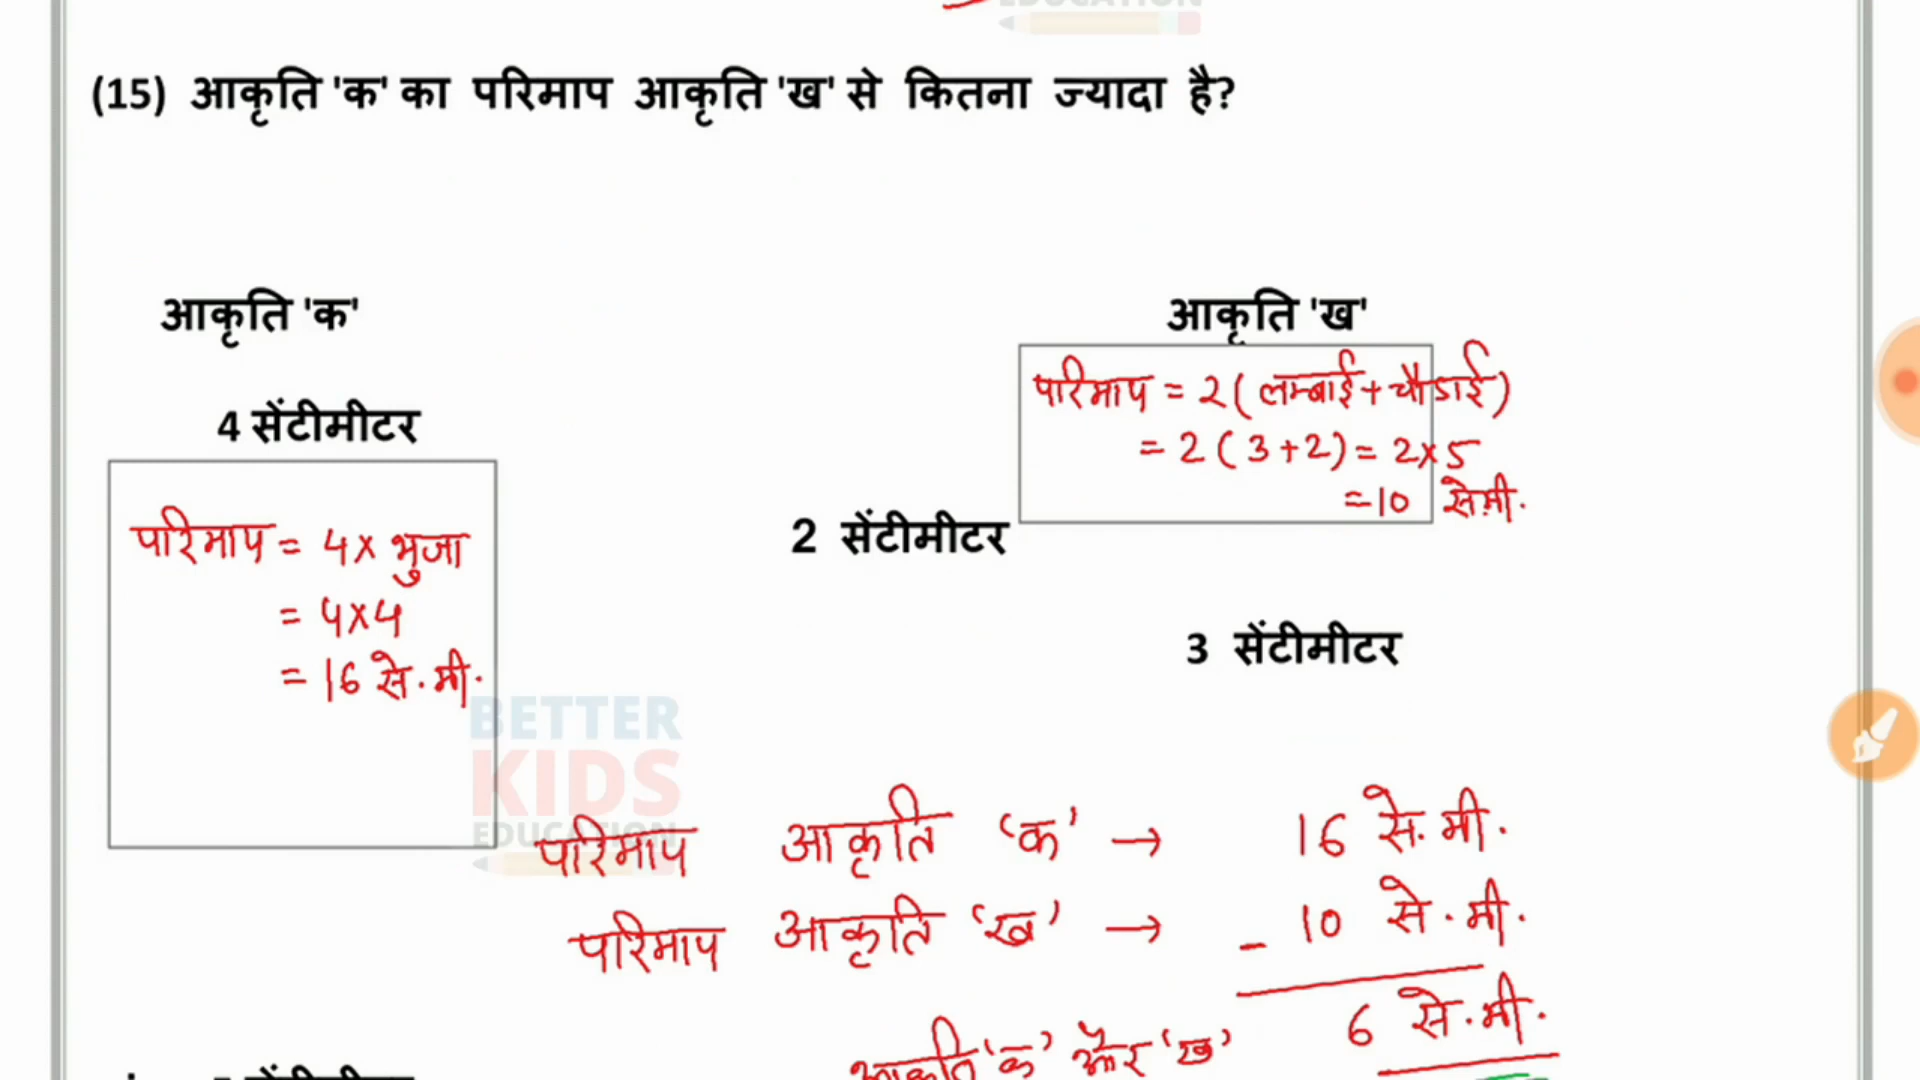 EDUCATION
(15) आकृति 'क' का परिमाप आकृति 'ख' से कितना ज्यादा है?
आकृति 'क'
आकृति 'ख'
4 सेंटीमीटर
परिमाप = 2 ( लम्बाई + चौडाई )
= 2 ( 3 + 2 ) = 2 x 5
= 10 से.मी.
2 सेंटीमीटर
परिमाप = 4 x भुजा
= 4 x 4
= 16 से.मी.
3 सेंटीमीटर
BETTER
KIDS
EDUCATION
परिमाप आकृति 'क' → 16 से.मी.
परिमाप आकृति 'ख' → - 10 से.मी.
6 से.मी.
आकृति 'क' और 'ख'